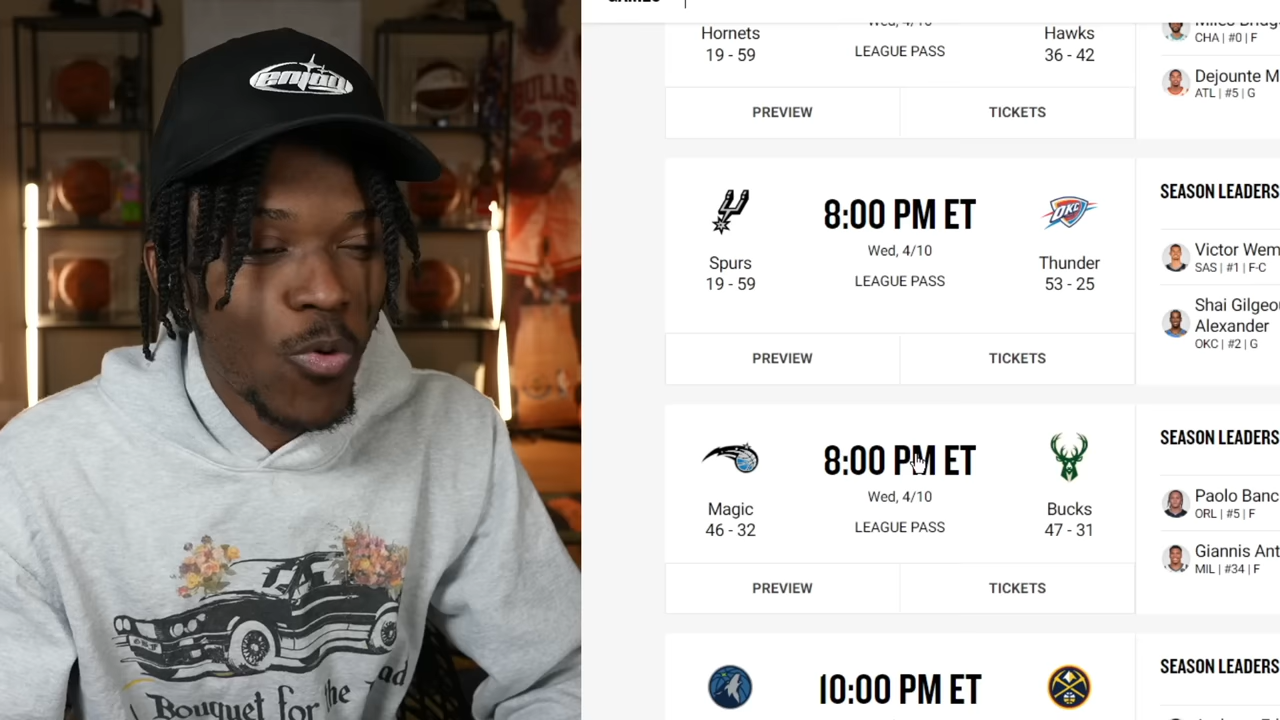 enjoy
BULLS
23
Bouquet for the
Hornets
19 - 59
LEAGUE PASS
Hawks
36 - 42
PREVIEW
TICKETS
CHA | #0 | F
Dejounte M
ATL | #5 | G
Spurs
19 - 59
8:00 PM ET
Wed, 4/10
LEAGUE PASS
OKC
Thunder
53 - 25
PREVIEW
TICKETS
SEASON LEADERS
Victor Wem
SAS | #1 | F-C
Shai Gilgeou
Alexander
OKC | #2 | G
Magic
46 - 32
8:00 PM ET
Wed, 4/10
LEAGUE PASS
Bucks
47 - 31
PREVIEW
TICKETS
SEASON LEADERS
Paolo Banc
ORL | #5 | F
Giannis Ant
MIL | #34 | F
10:00 PM ET
SEASON LEADERS